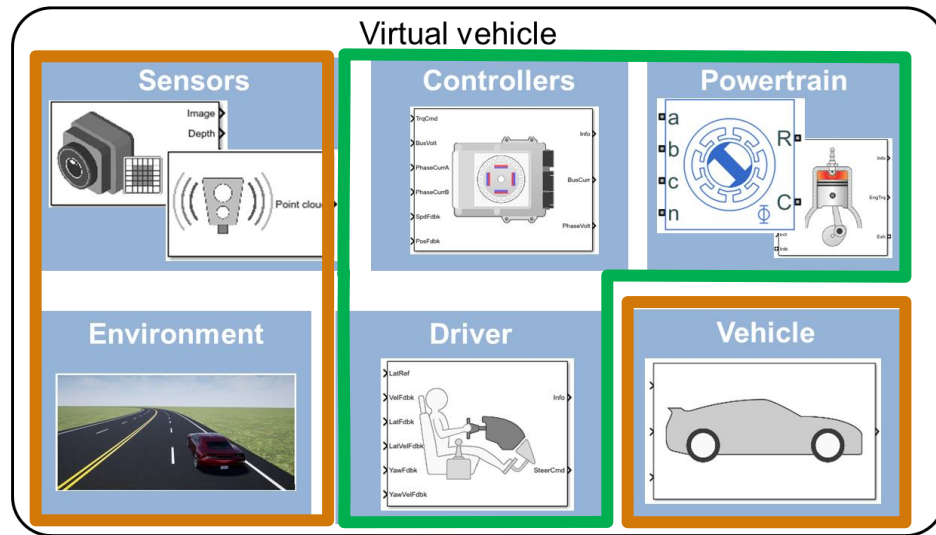 Virtual vehicle
Sensors
Image
Depth
Point cloud
Controllers
TrqCmd
BusVolt
PhaseCurrA
PhaseCurrB
SpdFdbk
PosFdbk
Info
BusCurr
PhaseVolt
Powertrain
a
b
c
n
R
C
Φ
Info
EngTrq
Exh
Intk
Environment
Driver
LatRef
VelFdbk
LatFdbk
LatVelFdbk
YawFdbk
YawVelFdbk
Info
SteerCmd
Vehicle